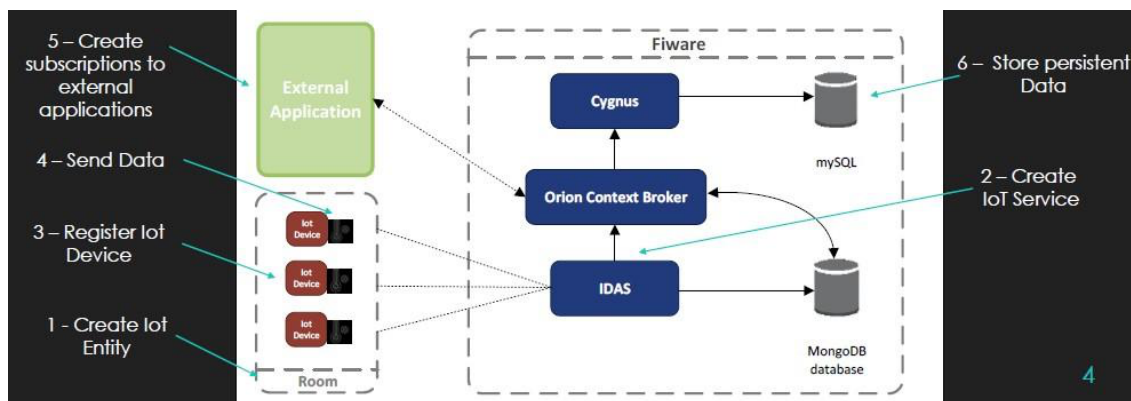 5 – Create
subscriptions to
external
applications
4 – Send Data
3 – Register Iot
Device
1 - Create Iot
Entity
External
Application
Iot
Device
Iot
Device
Iot
Device
Room
Fiware
Cygnus
mySQL
Orion Context Broker
IDAS
MongoDB
database
6 – Store persistent
Data
2 – Create
IoT Service
4